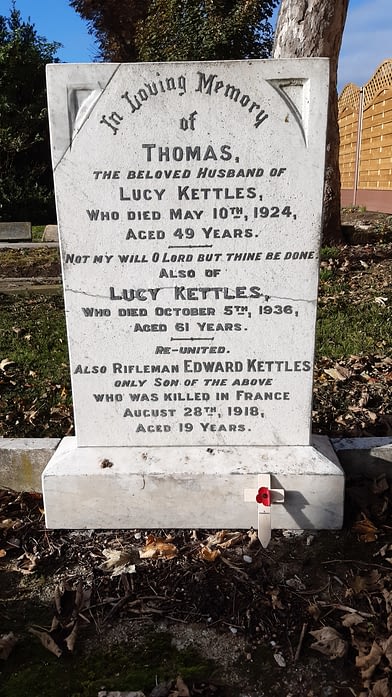 In Loving Memory
of
THOMAS,
THE BELOVED HUSBAND OF
LUCY KETTLES,
WHO DIED MAY 10TH, 1924,
AGED 49 YEARS.
NOT MY WILL O LORD BUT THINE BE DONE.
ALSO OF
LUCY KETTLES,
WHO DIED OCTOBER 5TH, 1936,
AGED 61 YEARS.
RE-UNITED.
ALSO RIFLEMAN EDWARD KETTLES
ONLY SON OF THE ABOVE
WHO WAS KILLED IN FRANCE
AUGUST 28TH, 1918,
AGED 19 YEARS.